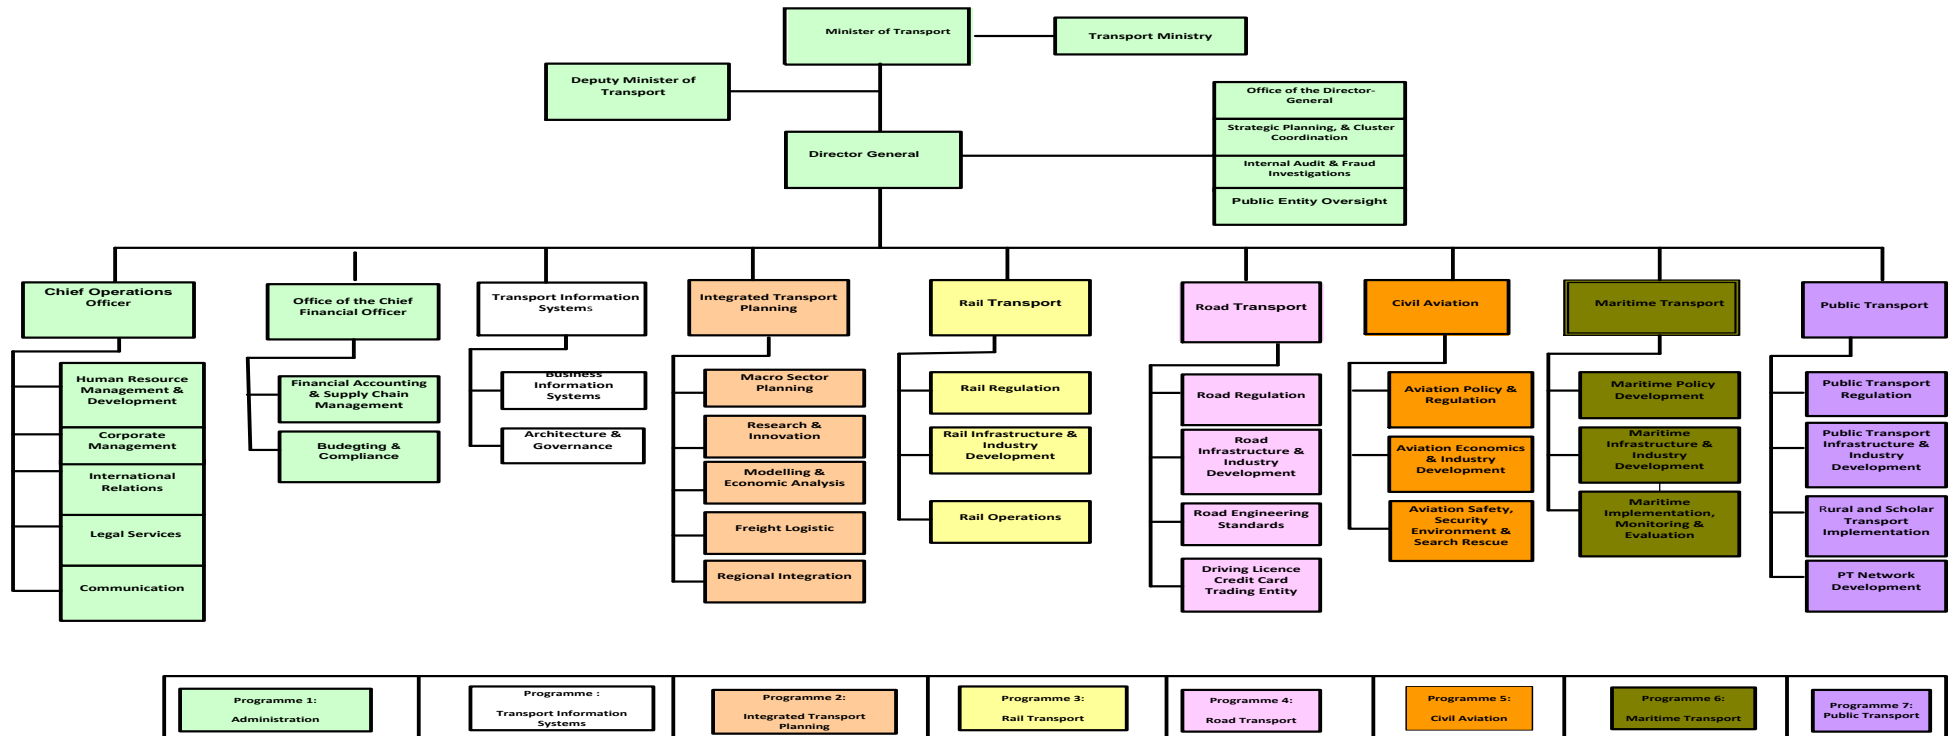 Minister of Transport
Transport Ministry
Deputy Minister of
Transport
Office of the Director-
General
Strategic Planning, & Cluster
Coordination
Internal Audit & Fraud
Investigations
Public Entity Oversight
Director General
Chief Operations
Officer
Human Resource
Management &
Development
Corporate
Management
International
Relations
Legal Services
Communication
Office of the Chief
Financial Officer
Financial Accounting
& Supply Chain
Management
Budegting &
Compliance
Transport Information
Systems
Business
Information
Systems
Architecture &
Governance
Integrated Transport
Planning
Macro Sector
Planning
Research &
Innovation
Modelling &
Economic Analysis
Freight Logistic
Regional Integration
Rail Transport
Rail Regulation
Rail Infrastructure &
Industry
Development
Rail Operations
Road Transport
Road Regulation
Road
Infrastructure &
Industry
Development
Road Engineering
Standards
Driving Licence
Credit Card
Trading Entity
Civil Aviation
Aviation Policy &
Regulation
Aviation Economics
& Industry
Development
Aviation Safety,
Security
Environment &
Search Rescue
Maritime Transport
Maritime Policy
Development
Maritime
Infrastructure &
Industry
Development
Maritime
Implementation,
Monitoring &
Evaluation
Public Transport
Public Transport
Regulation
Public Transport
Infrastructure &
Industry
Development
Rural and Scholar
Transport
Implementation
PT Network
Development
Programme 1:
Administration
Programme :
Transport Information
Systems
Programme 2:
Integrated Transport
Planning
Programme 3:
Rail Transport
Programme 4:
Road Transport
Programme 5:
Civil Aviation
Programme 6:
Maritime Transport
Programme 7:
Public Transport